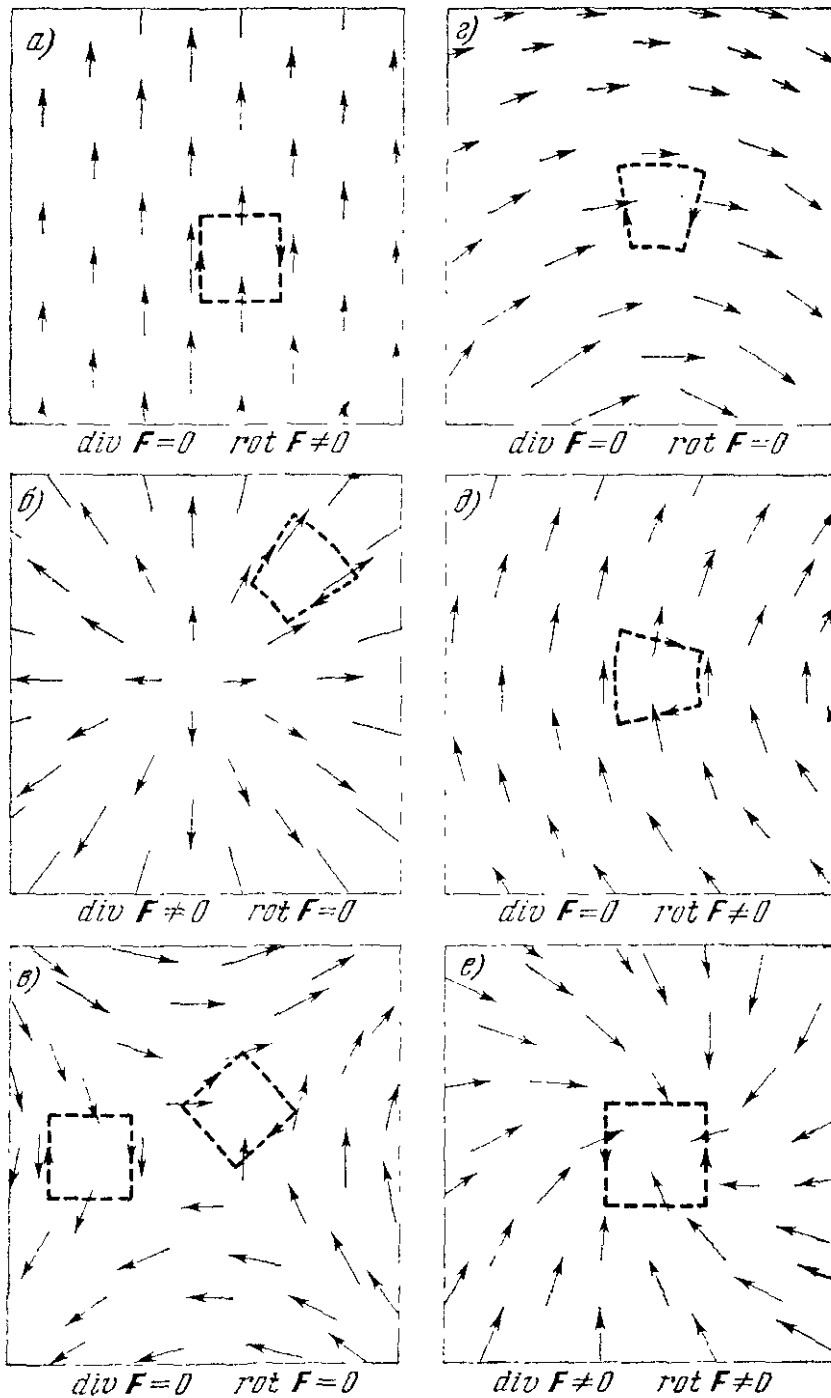 а)
div F=0 rot F≠0
б)
div F≠0 rot F=0
в)
div F=0 rot F=0
г)
div F=0 rot F=0
д)
div F=0 rot F≠0
е)
div F≠0 rot F≠0